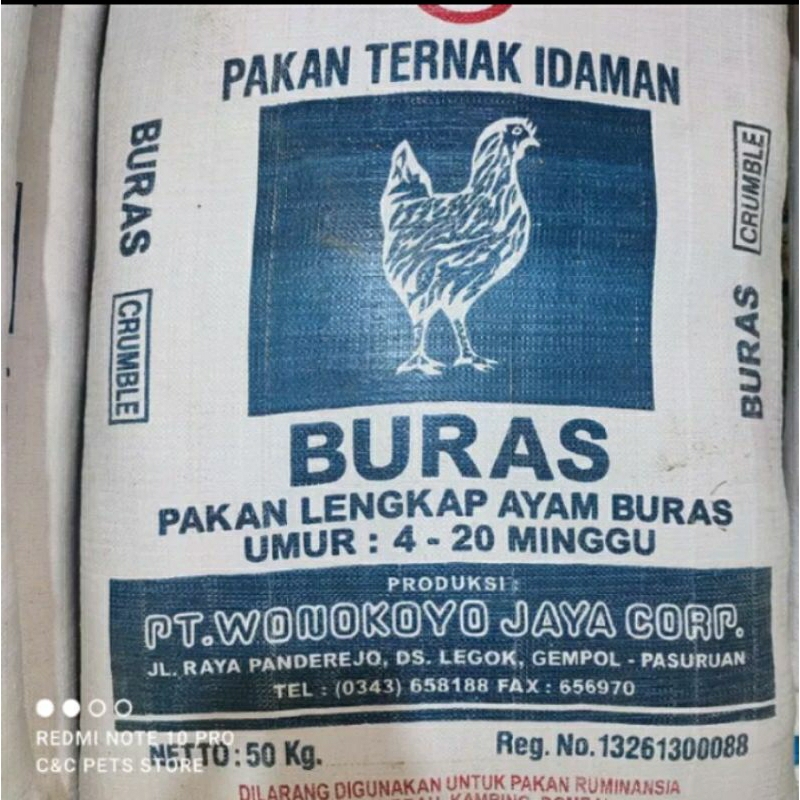 PAKAN TERNAK IDAMAN
BURAS
CRUMBLE
CRUMBLE
BURAS
BURAS
PAKAN LENGKAP AYAM BURAS
UMUR : 4 - 20 MINGGU
PRODUKSI :
PT. WONOKOYO JAYA CORP.
JL. RAYA PANDEREJO, DS. LEGOK, GEMPOL - PASURUAN
TEL : (0343) 658188 FAX : 656970
REDMI NOTE 10 PRO
C&C PETS STORE
NETTO : 50 Kg.
Reg. No. 13261300088
DILARANG DIGUNAKAN UNTUK PAKAN RUMINANSIA
KAMBING, DOMBA